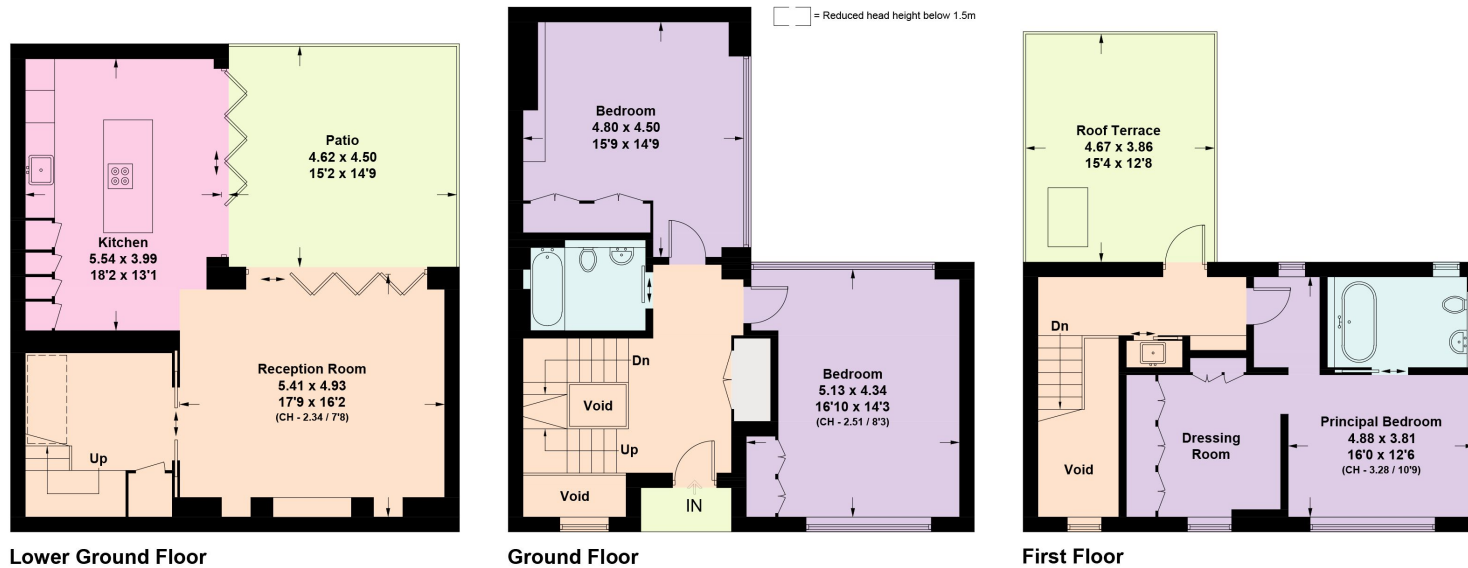 = Reduced head height below 1.5m
Patio
4.62 x 4.50
15'2 x 14'9
Kitchen
5.54 x 3.99
18'2 x 13'1
Reception Room
5.41 x 4.93
17'9 x 16'2
(CH - 2.34 / 7'8)
Up
Lower Ground Floor
Bedroom
4.80 x 4.50
15'9 x 14'9
Dn
Void
Up
Void
IN
Bedroom
5.13 x 4.34
16'10 x 14'3
(CH - 2.51 / 8'3)
Ground Floor
Roof Terrace
4.67 x 3.86
15'4 x 12'8
Dn
Void
Dressing
Room
Principal Bedroom
4.88 x 3.81
16'0 x 12'6
(CH - 3.28 / 10'9)
First Floor